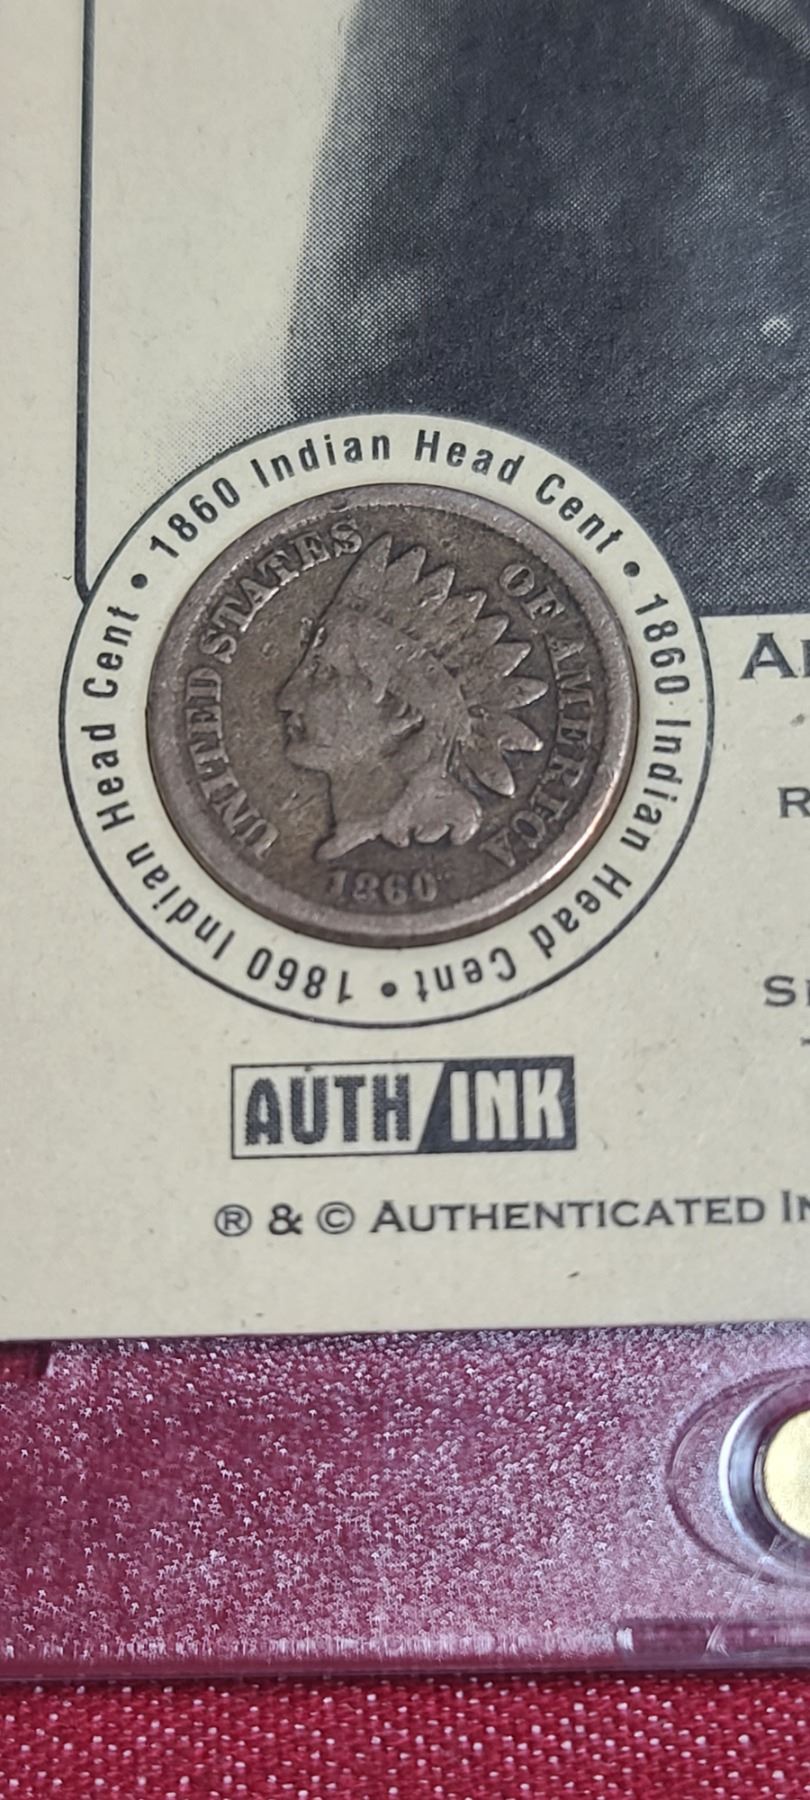 1860 Indian Head Cent • 1860 Indian Head Cent • 1860 Indian Head Cent •
UNITED STATES OF AMERICA
1860
AUTH/INK
® & © AUTHENTICATED